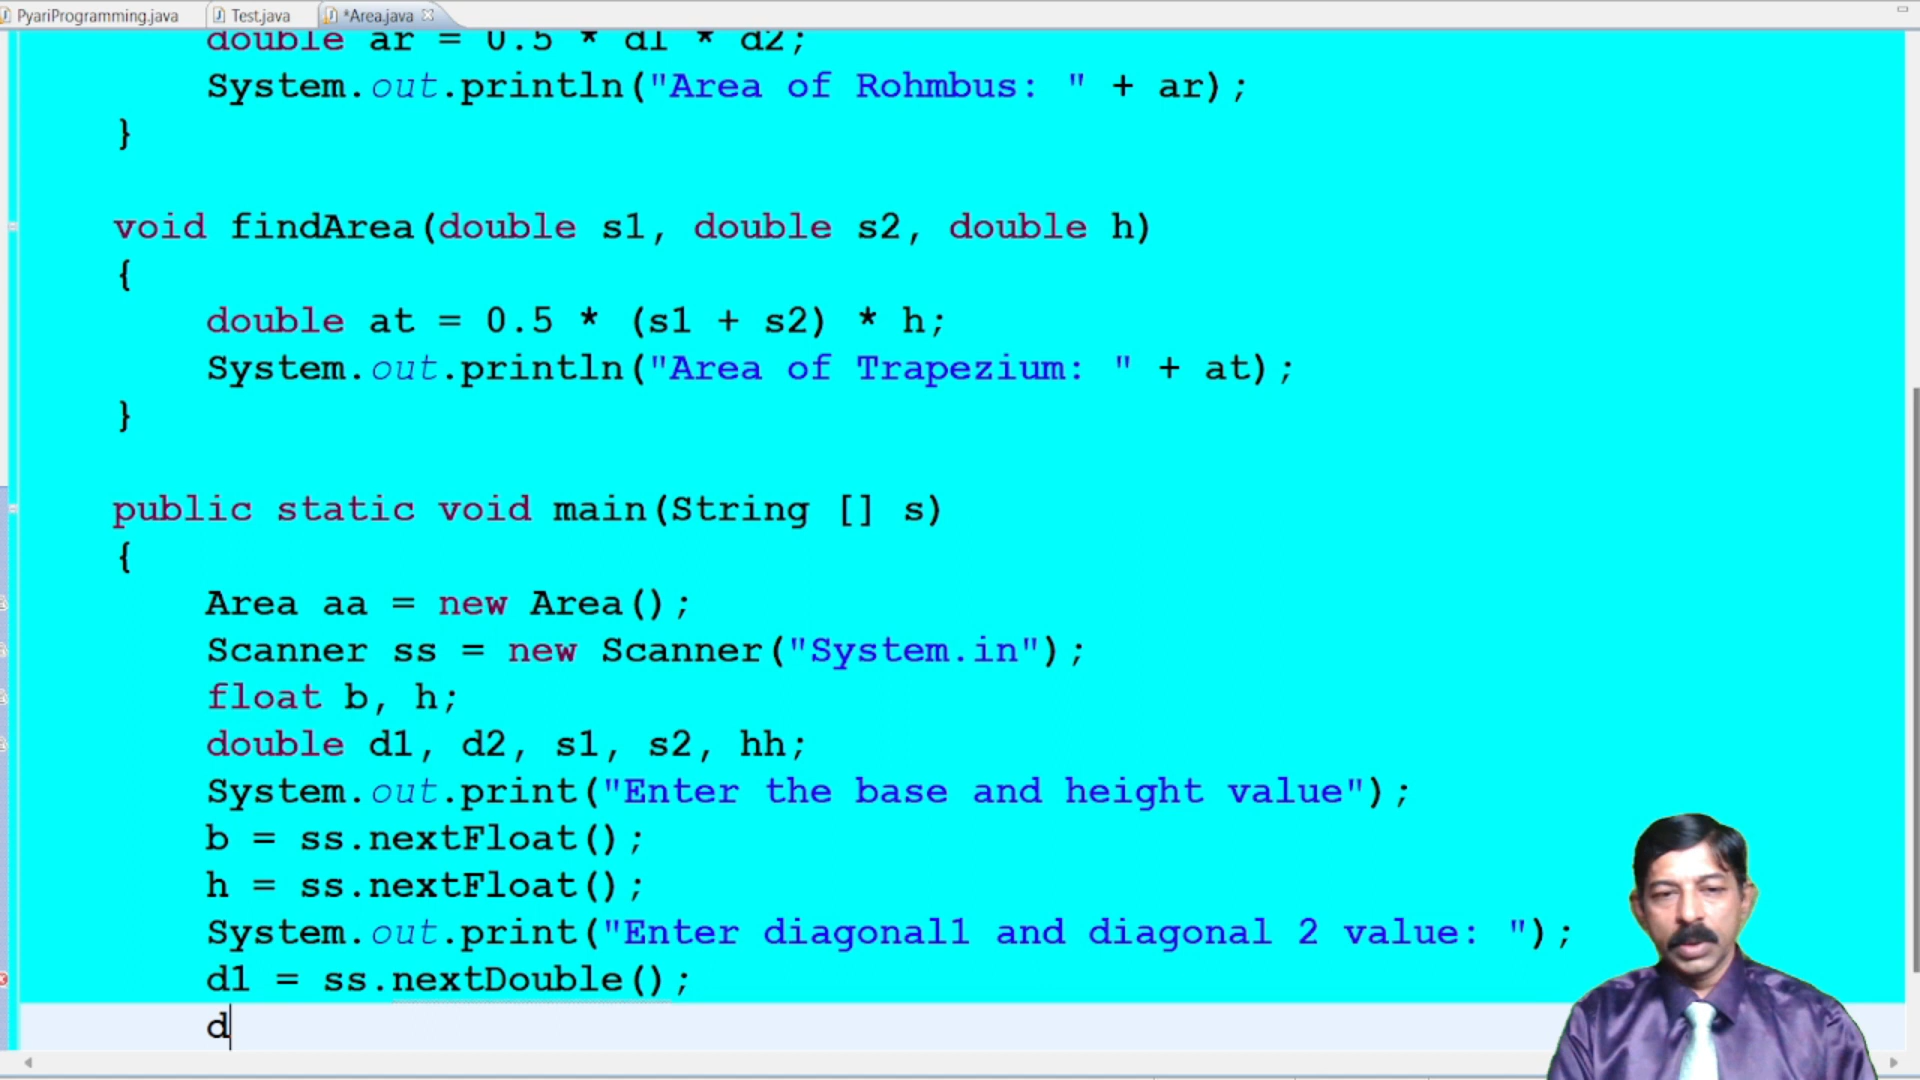 PyariProgramming.java Test.java *Area.java
double ar = 0.5 * d1 * d2;
System.out.println("Area of Rohmbus: " + ar);
}
void findArea(double s1, double s2, double h)
{
double at = 0.5 * (s1 + s2) * h;
System.out.println("Area of Trapezium: " + at);
}
public static void main(String [] s)
{
Area aa = new Area();
Scanner ss = new Scanner("System.in");
float b, h;
double d1, d2, s1, s2, hh;
System.out.print("Enter the base and height value");
b = ss.nextFloat();
h = ss.nextFloat();
System.out.print("Enter diagonal1 and diagonal 2 value: ");
d1 = ss.nextDouble();
d